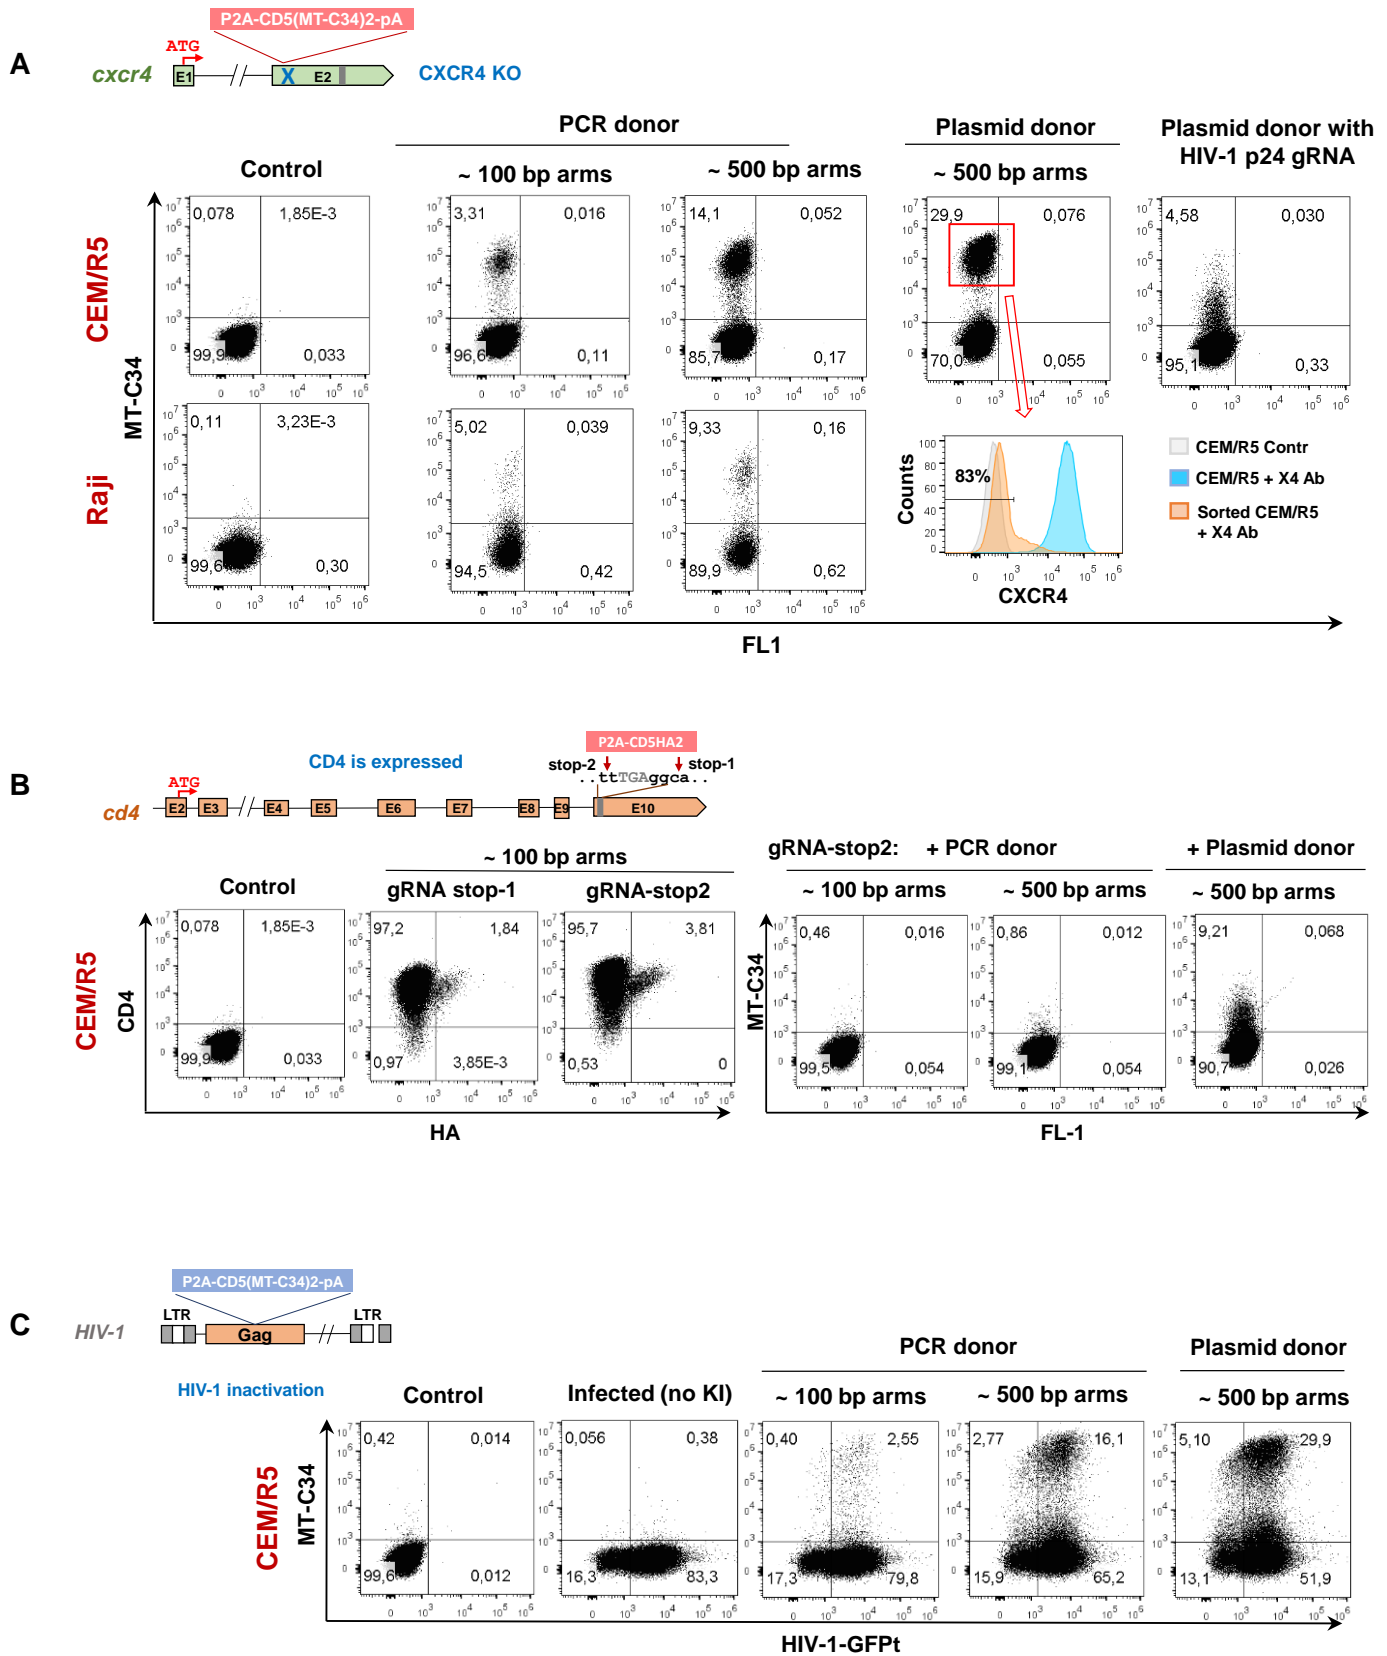 P2A-CD5(MT-C34)2-pA
A
ATG
cxcr4
E1
X
E2
CXCR4 KO
PCR donor
Plasmid donor
Plasmid donor with
HIV-1 p24 gRNA
Control
~ 100 bp arms
~ 500 bp arms
~ 500 bp arms
CEM/R5
MT-C34
0,078 1,85E-3
99,9 0,033
3,31 0,016
96,6 0,11
14,1 0,052
85,7 0,17
29,9 0,076
70,0 0,055
4,58 0,030
95,1 0,33
Raji
0,11 3,23E-3
99,6 0,30
5,02 0,039
94,5 0,42
9,33 0,16
89,9 0,62
Counts
100
80
60
40
20
0
83%
0 10³ 10⁴ 10⁵ 10⁶
CXCR4
CEM/R5 Contr
CEM/R5 + X4 Ab
Sorted CEM/R5
+ X4 Ab
FL1
B
P2A-CD5HA2
CD4 is expressed
stop-2
stop-1
..ttTGAggca..
ATG
cd4
E2 E3 E4 E5 E6 E7 E8 E9 E10
~ 100 bp arms
Control
gRNA stop-1
gRNA-stop2
gRNA-stop2: + PCR donor
+ Plasmid donor
~ 100 bp arms
~ 500 bp arms
~ 500 bp arms
CEM/R5
CD4
0,078 1,85E-3
99,9 0,033
97,2 1,84
0,97 3,85E-3
95,7 3,81
0,53 0
HA
MT-C34
0,46 0,016
99,5 0,054
0,86 0,012
99,1 0,054
9,21 0,068
90,7 0,026
FL-1
P2A-CD5(MT-C34)2-pA
C
HIV-1
LTR
Gag
LTR
HIV-1 inactivation
PCR donor
Plasmid donor
Control
Infected (no KI)
~ 100 bp arms
~ 500 bp arms
~ 500 bp arms
CEM/R5
MT-C34
0,42 0,014
99,6 0,012
0,056 0,38
16,3 83,3
0,40 2,55
17,3 79,8
2,77 16,1
15,9 65,2
5,10 29,9
13,1 51,9
HIV-1-GFPt